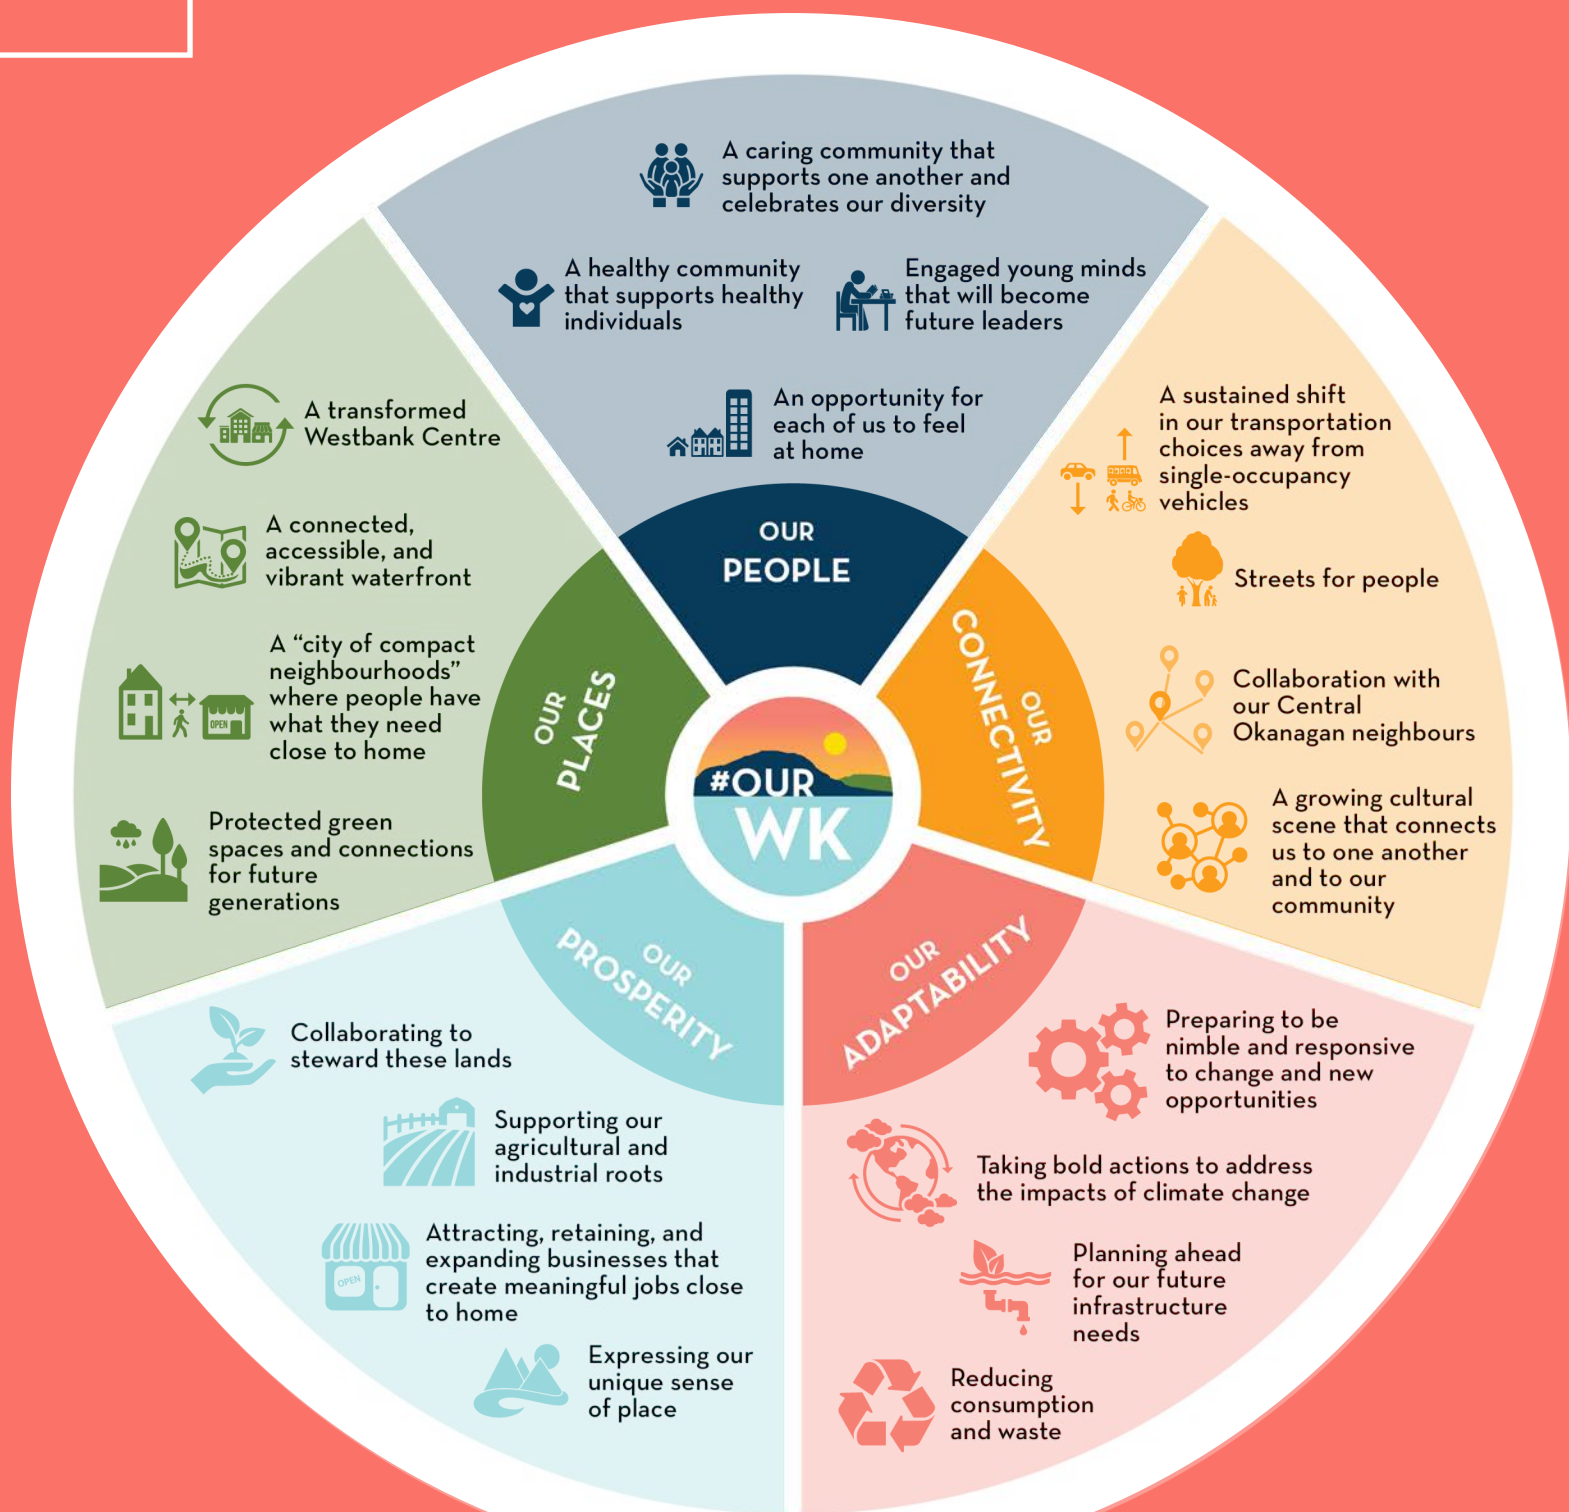 A caring community that
supports one another and
celebrates our diversity
A healthy community
that supports healthy
individuals
Engaged young minds
that will become
future leaders
An opportunity for
each of us to feel
at home
OUR
PEOPLE
A sustained shift
in our transportation
choices away from
single-occupancy
vehicles
Streets for people
Collaboration with
our Central
Okanagan neighbours
A growing cultural
scene that connects
us to one another
and to our
community
OUR
CONNECTIVITY
Preparing to be
nimble and responsive
to change and new
opportunities
Taking bold actions to address
the impacts of climate change
Planning ahead
for our future
infrastructure
needs
Reducing
consumption
and waste
OUR
ADAPTABILITY
OUR
PROSPERITY
Collaborating to
steward these lands
Supporting our
agricultural and
industrial roots
Attracting, retaining, and
expanding businesses that
create meaningful jobs close
to home
OPEN
Expressing our
unique sense
of place
OUR
PLACES
A transformed
Westbank Centre
A connected,
accessible, and
vibrant waterfront
A “city of compact
neighbourhoods”
where people have
what they need
close to home
OPEN
Protected green
spaces and connections
for future
generations
#OUR
WK